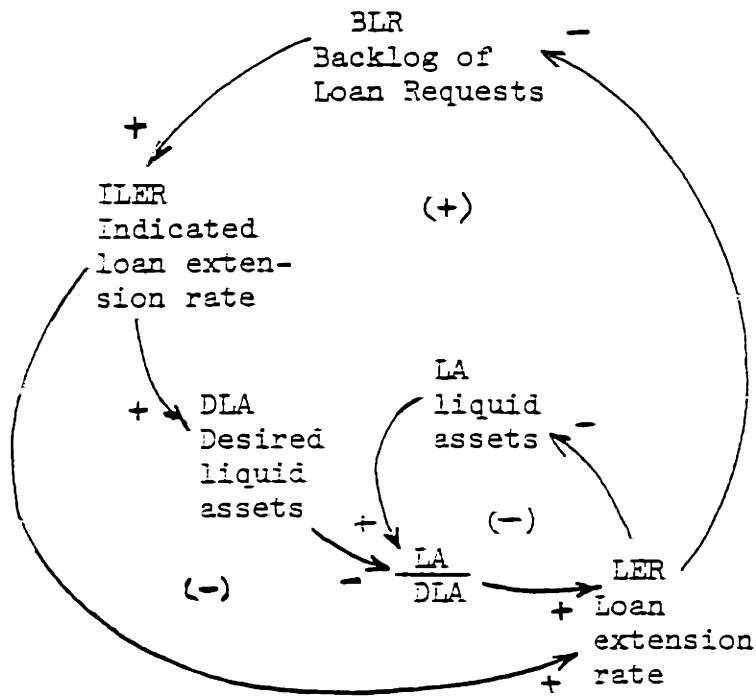 BLR
Backlog of
Loan Requests
-
+
ILER
Indicated
loan exten-
sion rate
(+)
+
DLA
Desired
liquid
assets
LA
liquid
assets
-
+
(-)
-
LA
DLA
+
LER
Loan
extension
rate
(-)
+